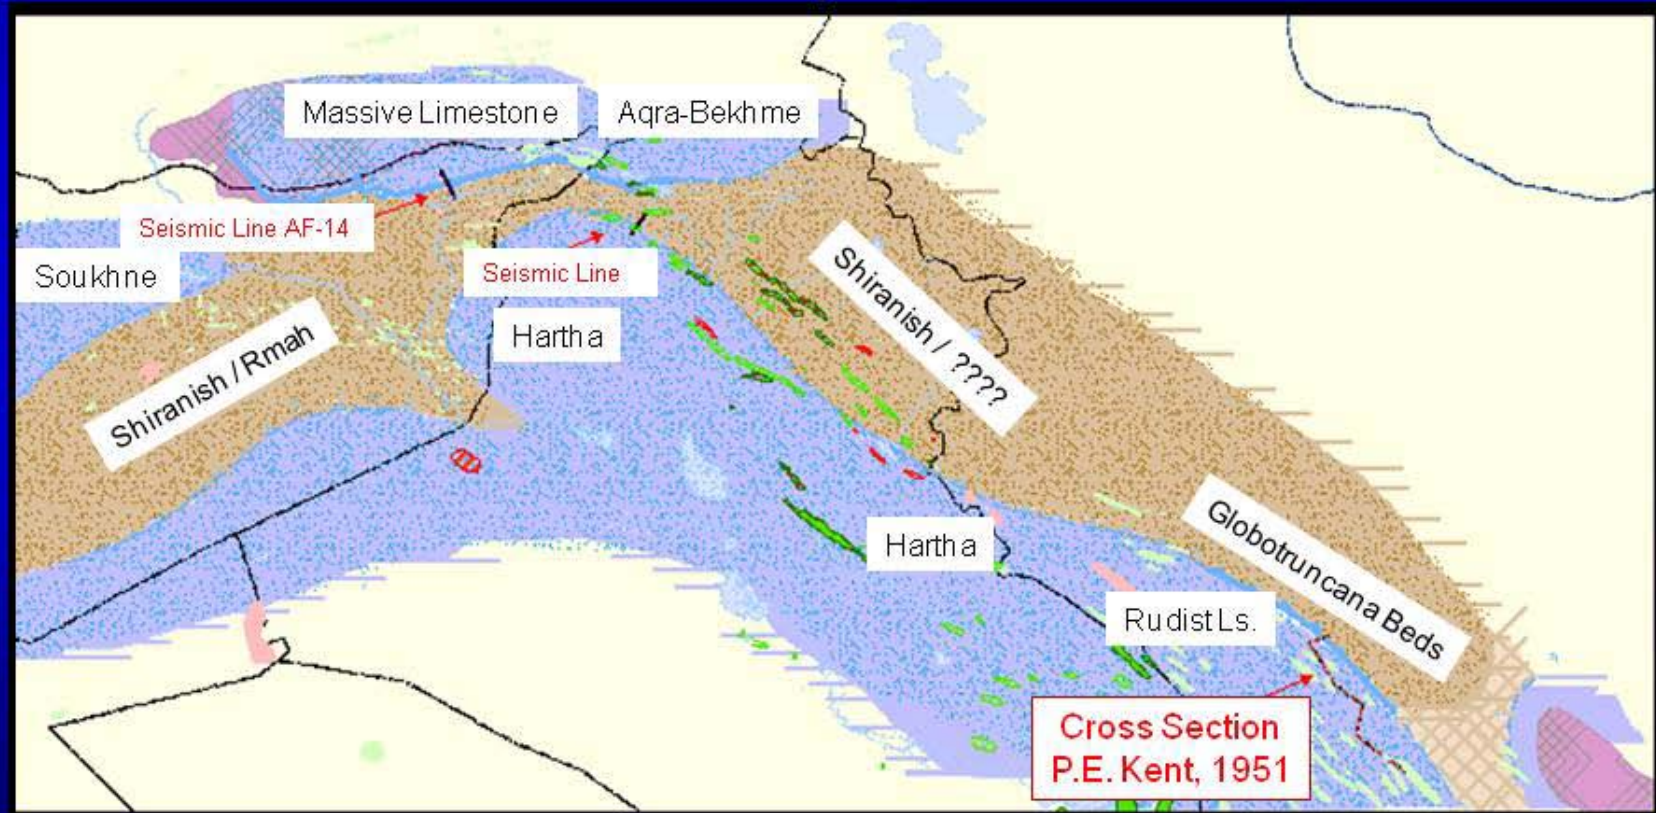 Massive Limestone
Aqra-Bekhme
Seismic Line AF-14
Soukhne
Seismic Line
Hartha
Shiranish / ????
Shiranish / Rmah
Hartha
Globotruncana Beds
Rudist Ls.
Cross Section
P.E. Kent, 1951